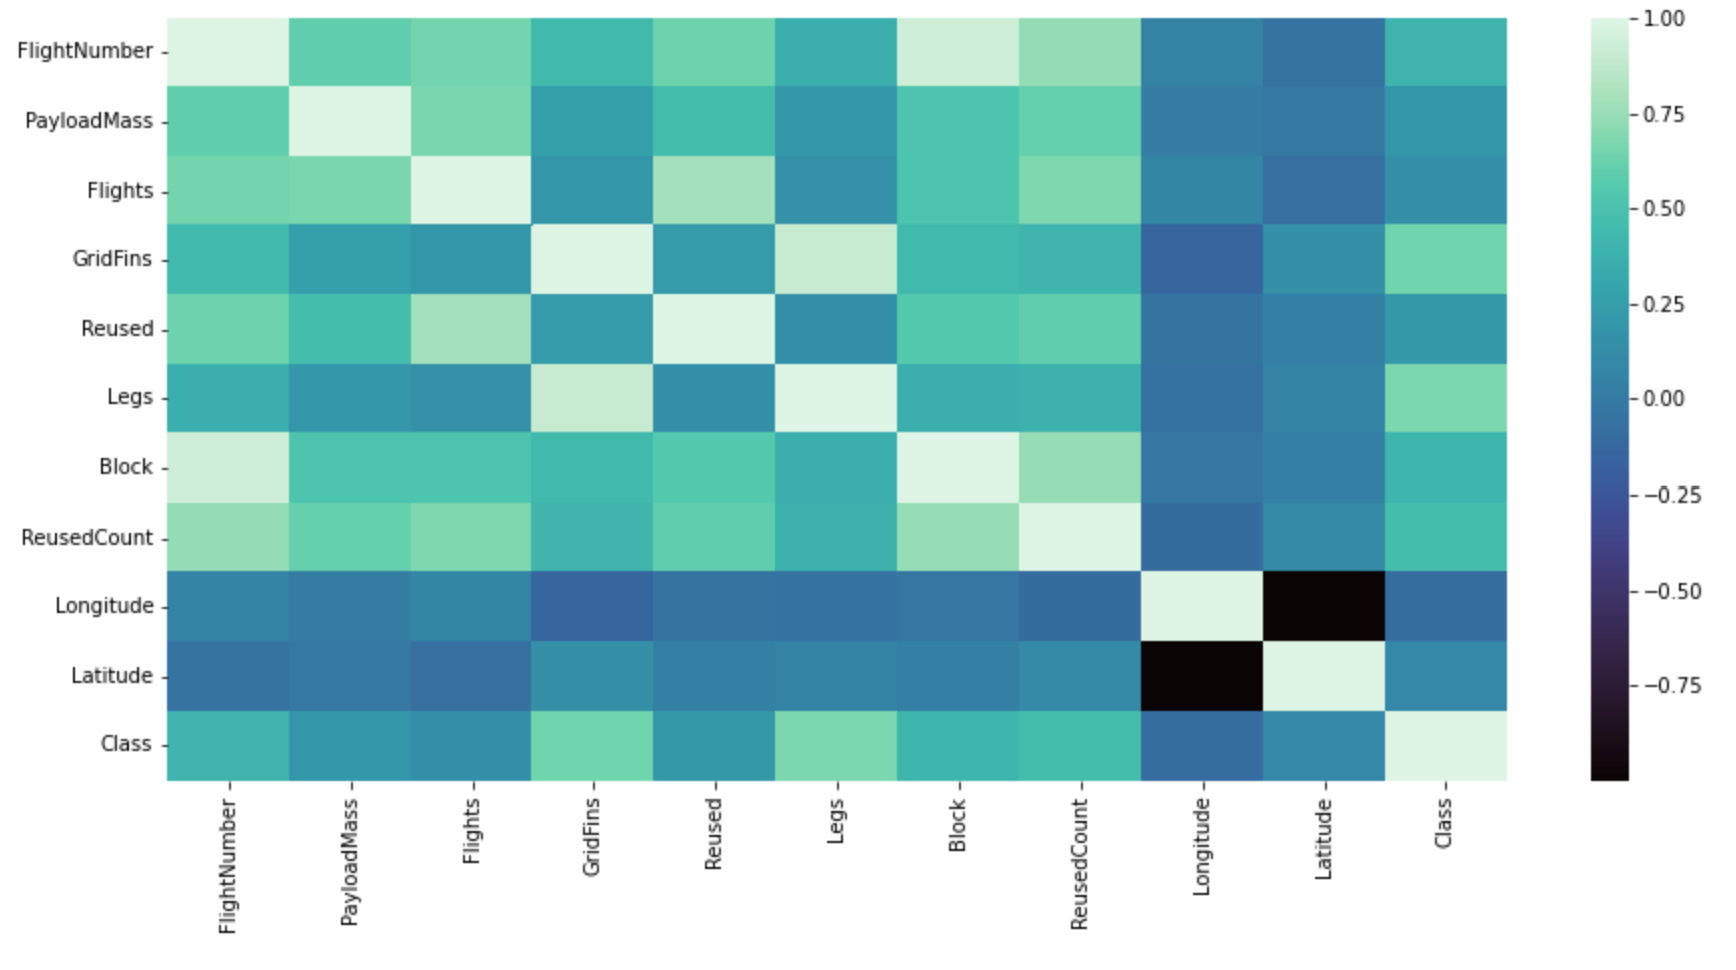 FlightNumber
PayloadMass
Flights
GridFins
Reused
Legs
Block
ReusedCount
Longitude
Latitude
Class
FlightNumber
PayloadMass
Flights
GridFins
Reused
Legs
Block
ReusedCount
Longitude
Latitude
Class
1.00
0.75
0.50
0.25
0.00
−0.25
−0.50
−0.75